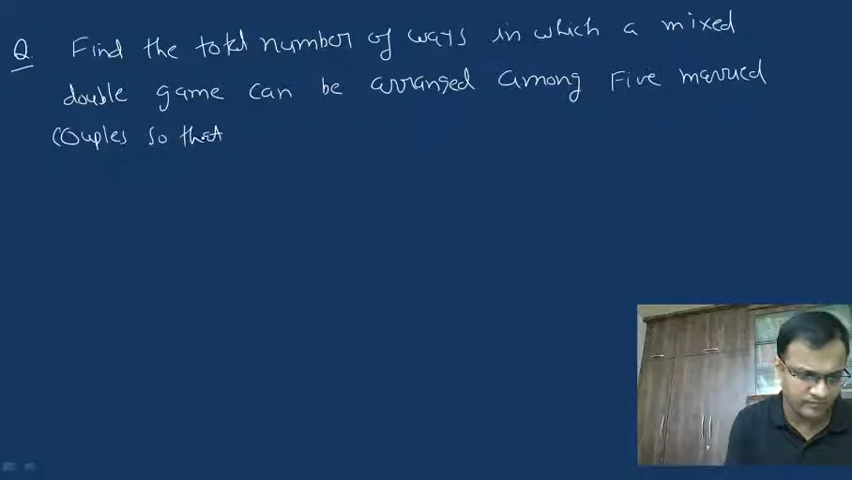 Q Find the total number of ways in which a mixed
double game can be arranged among Five married
couples so that